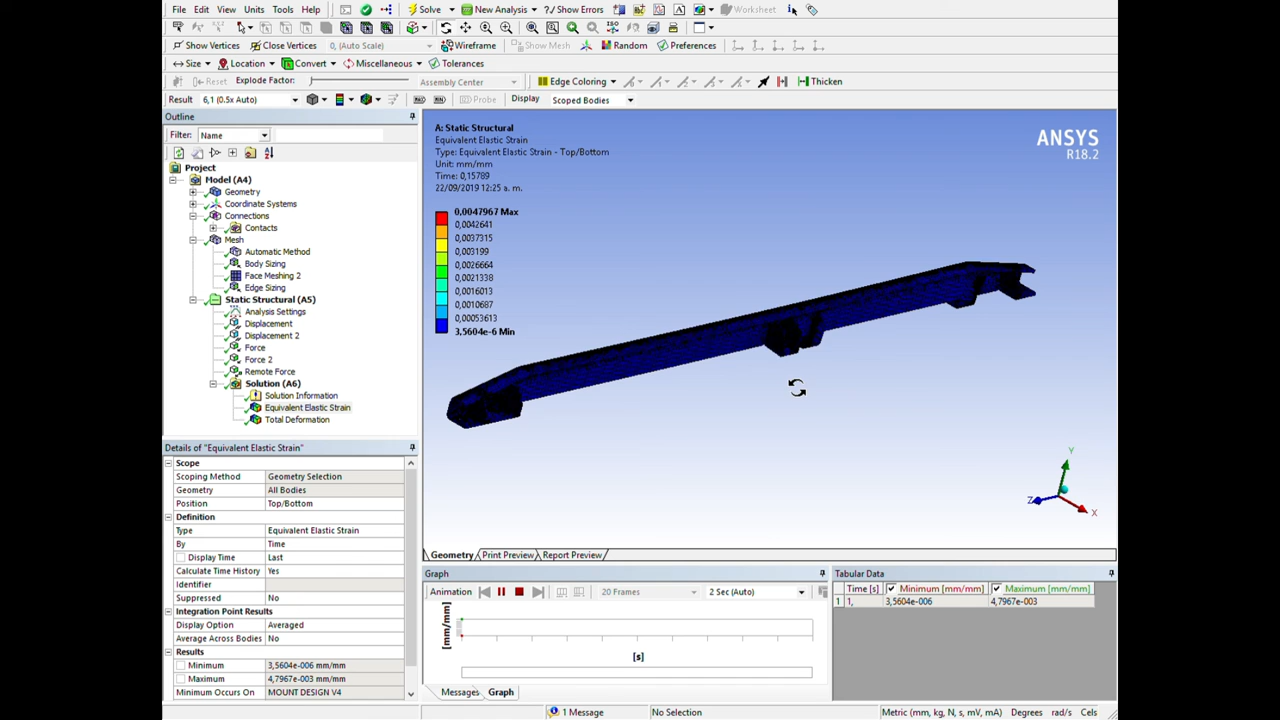 File Edit View Units Tools Help Solve New Analysis Show Errors Worksheet
Show Vertices Close Vertices 0, (Auto Scale) Wireframe Show Mesh Random Preferences
Size Location Convert Miscellaneous Tolerances
Reset Explode Factor: Assembly Center Edge Coloring Thicken
Result 6,1 (0.5x Auto) Probe Display Scoped Bodies
Outline
Filter: Name
Project
Model (A4)
Geometry
Coordinate Systems
Connections
Contacts
Mesh
Automatic Method
Body Sizing
Face Meshing 2
Edge Sizing
Static Structural (A5)
Analysis Settings
Displacement
Displacement 2
Force
Force 2
Remote Force
Solution (A6)
Solution Information
Equivalent Elastic Strain
Total Deformation
Details of "Equivalent Elastic Strain"
Scope
Scoping Method Geometry Selection
Geometry All Bodies
Position Top/Bottom
Definition
Type Equivalent Elastic Strain
By Time
Display Time Last
Calculate Time History Yes
Identifier
Suppressed No
Integration Point Results
Display Option Averaged
Average Across Bodies No
Results
Minimum 3,5604e-006 mm/mm
Maximum 4,7967e-003 mm/mm
Minimum Occurs On MOUNT DESIGN V4
A: Static Structural
Equivalent Elastic Strain
Type: Equivalent Elastic Strain - Top/Bottom
Unit: mm/mm
Time: 0,15789
22/09/2019 12:25 a. m.
0,0047967 Max
0,0042641
0,0037315
0,003199
0,0026664
0,0021338
0,0016013
0,0010687
0,00053613
3,5604e-6 Min
ANSYS
R18.2
Y
Z
X
Geometry Print Preview Report Preview
Graph
Animation 20 Frames 2 Sec (Auto)
[mm/mm]
[s]
Messages Graph
Tabular Data
Time [s] Minimum [mm/mm] Maximum [mm/mm]
1 1, 3,5604e-006 4,7967e-003
1 Message No Selection Metric (mm, kg, N, s, mV, mA) Degrees rad/s Cels